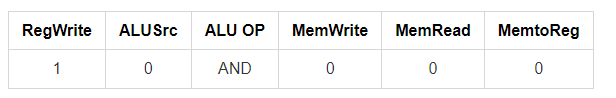 RegWrite ALUSrc ALU OP MemWrite MemRead MemtoReg
1 0 AND 0 0 0